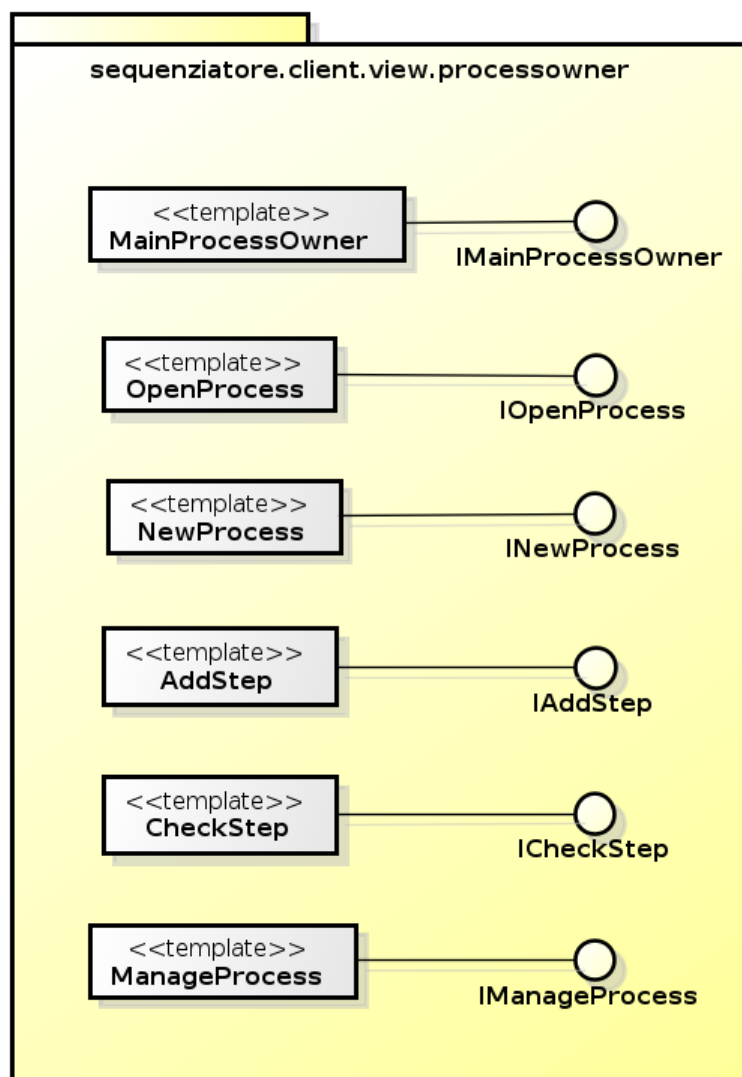 sequenziatore.client.view.processowner
<<template>>
MainProcessOwner
IMainProcessOwner
<<template>>
OpenProcess
IOpenProcess
<<template>>
NewProcess
INewProcess
<<template>>
AddStep
IAddStep
<<template>>
CheckStep
ICheckStep
<<template>>
ManageProcess
IManageProcess